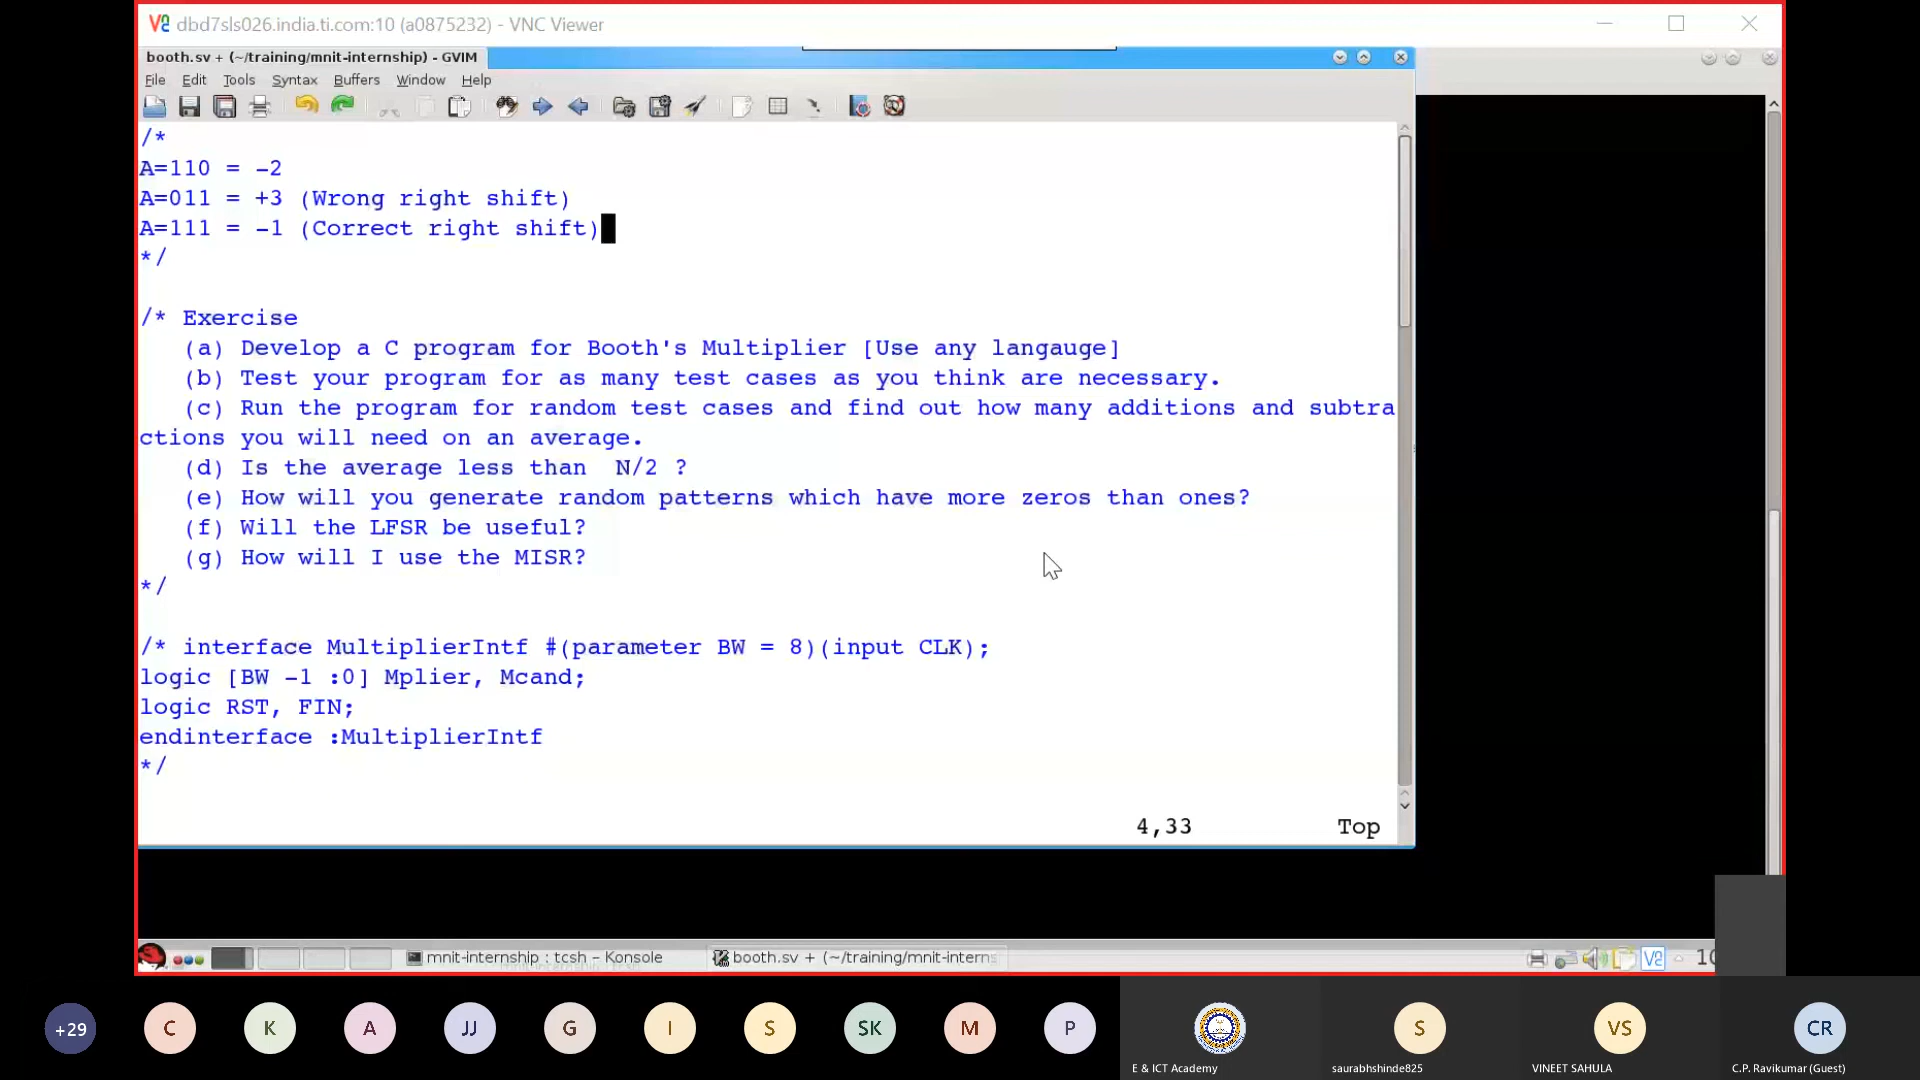 dbd7sls026.india.ti.com:10 (a0875232) - VNC Viewer
booth.sv + (~/training/mnit-internship) - GVIM
File Edit Tools Syntax Buffers Window Help
/*
A=110 = -2
A=011 = +3 (Wrong right shift)
A=111 = -1 (Correct right shift)
*/
/* Exercise
(a) Develop a C program for Booth's Multiplier [Use any langauge]
(b) Test your program for as many test cases as you think are necessary.
(c) Run the program for random test cases and find out how many additions and subtra
ctions you will need on an average.
(d) Is the average less than N/2 ?
(e) How will you generate random patterns which have more zeros than ones?
(f) Will the LFSR be useful?
(g) How will I use the MISR?
*/
/* interface MultiplierIntf #(parameter BW = 8)(input CLK);
logic [BW -1 :0] Mplier, Mcand;
logic RST, FIN;
endinterface :MultiplierIntf
*/
4,33 Top
mnit-internship : tcsh - Konsole
booth.sv + (~/training/mnit-interns
10
+29 C K A JJ G I S SK M P S VS CR
E & ICT Academy saurabhshinde825 VINEET SAHULA C.P. Ravikumar (Guest)